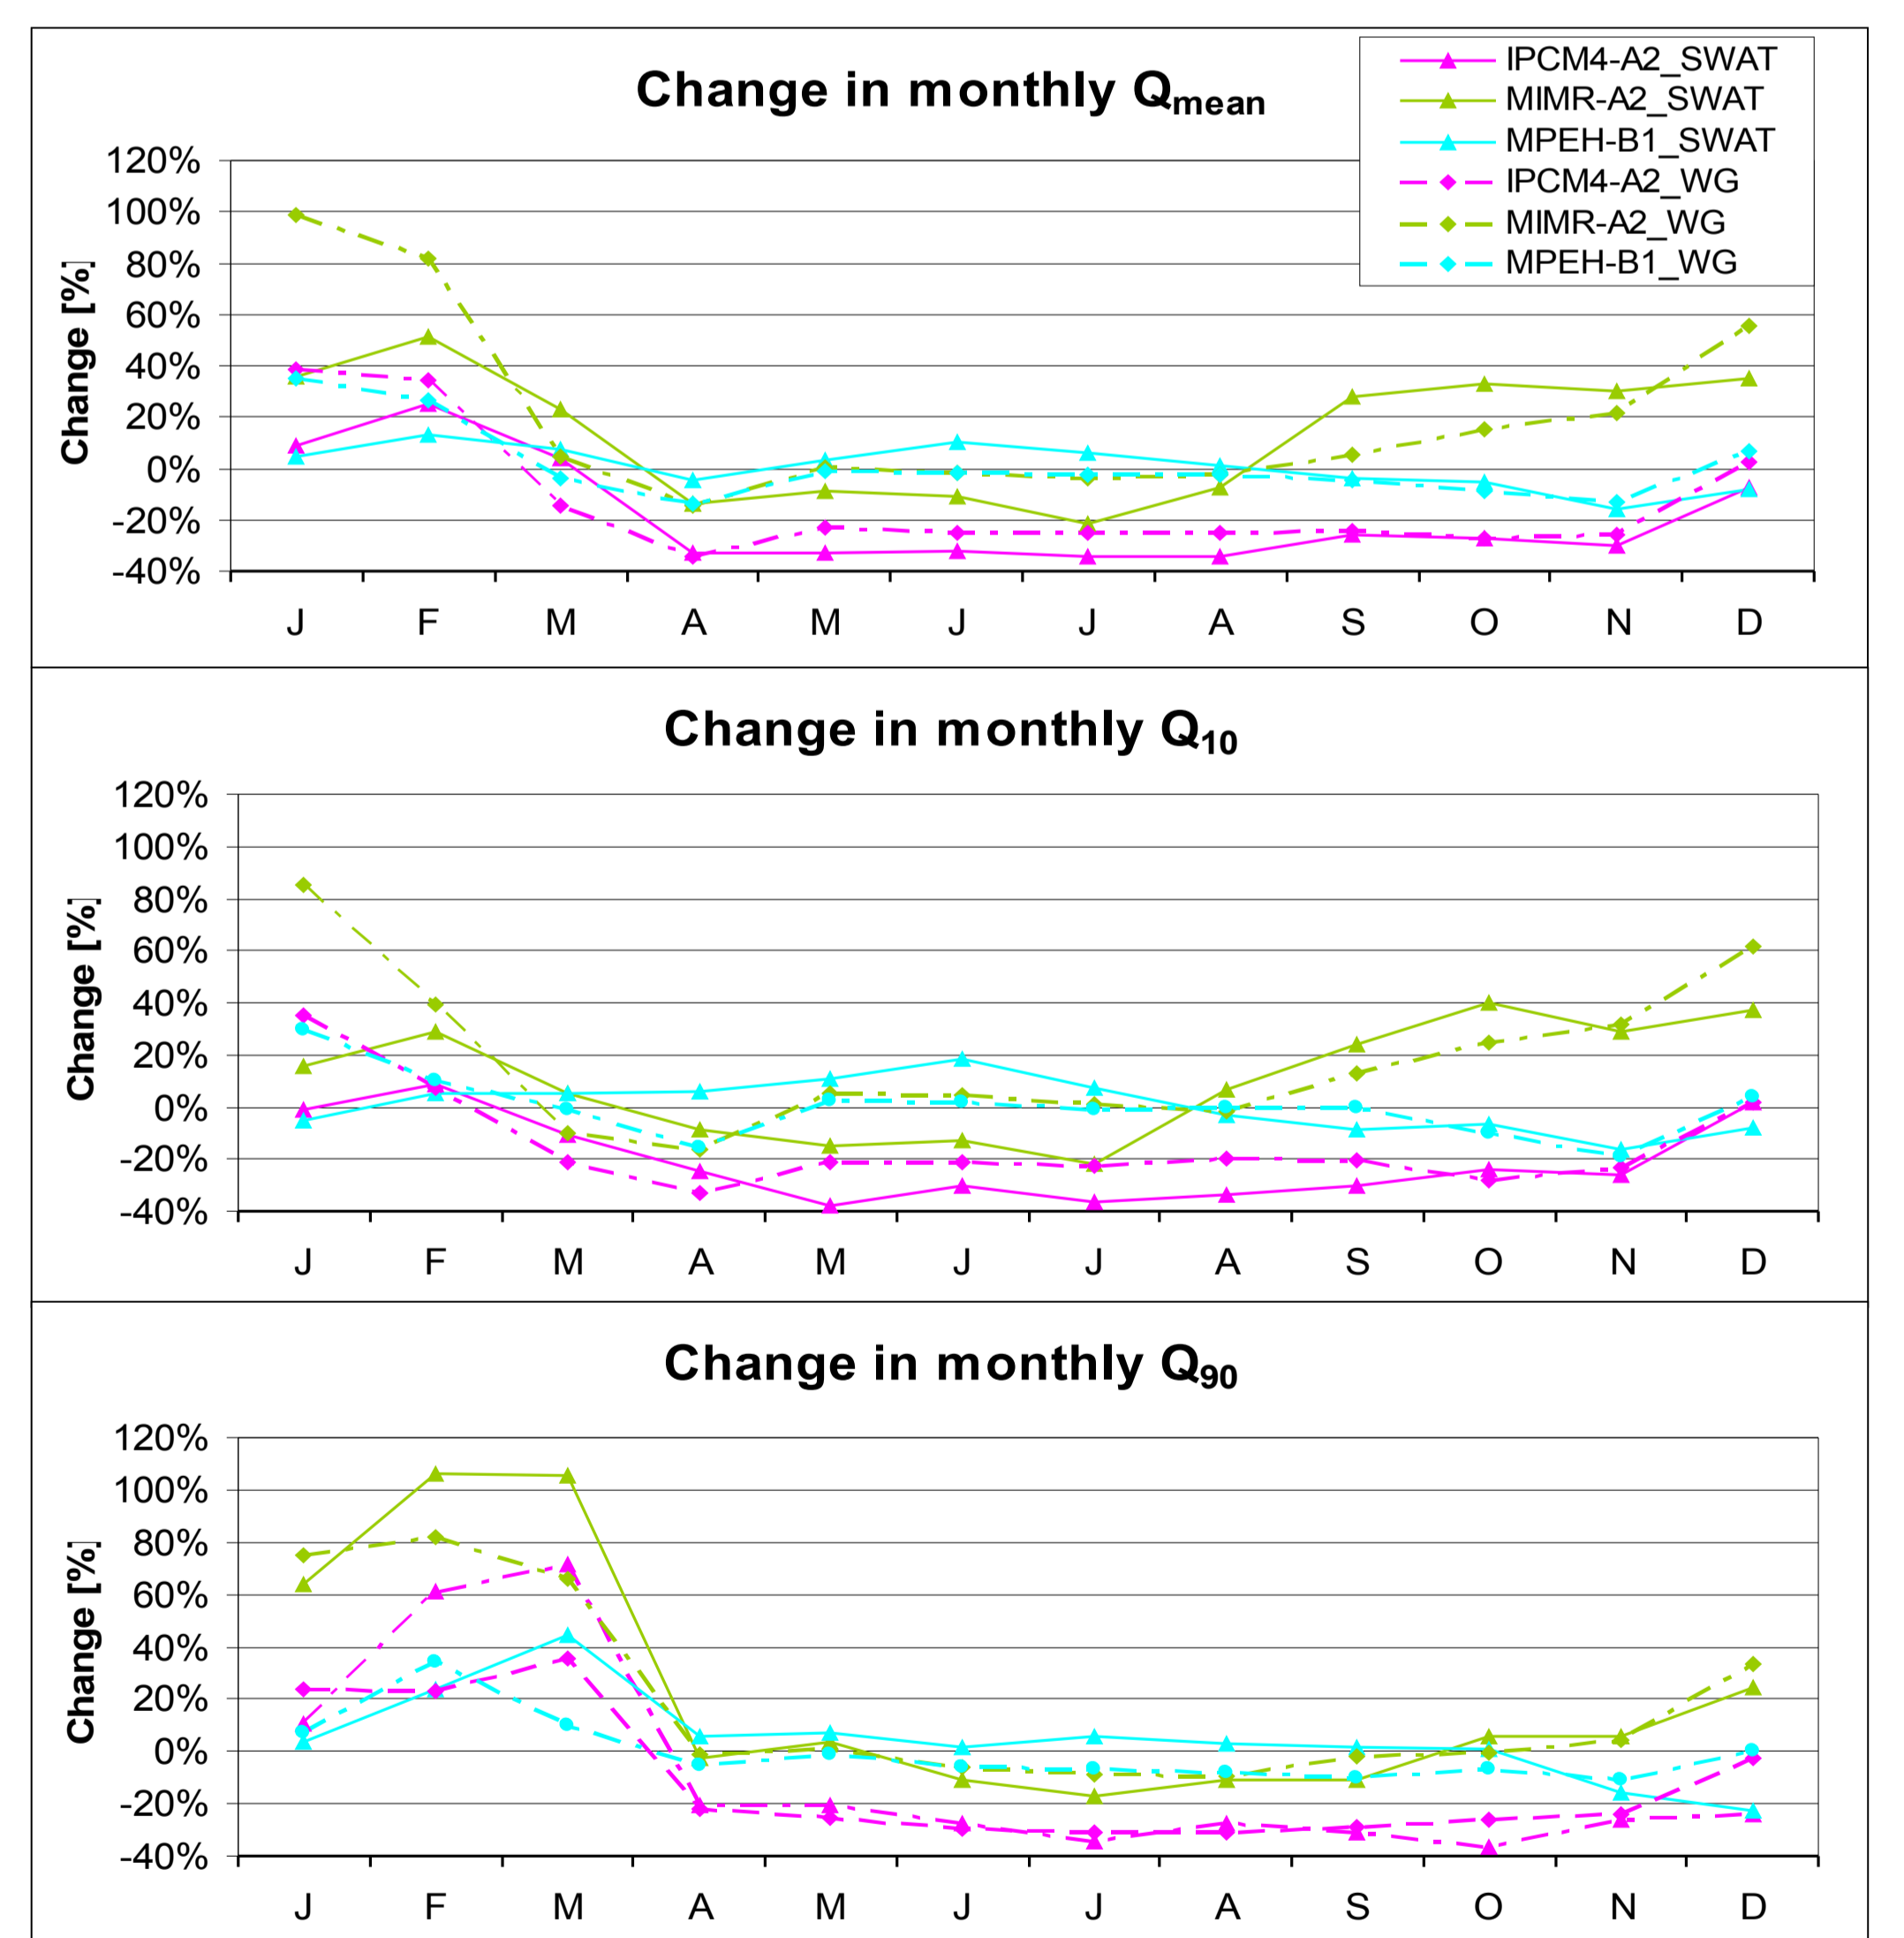 Change in monthly Qmean
IPCM4-A2_SWAT
MIMR-A2_SWAT
MPEH-B1_SWAT
IPCM4-A2_WG
MIMR-A2_WG
MPEH-B1_WG
Change [%]
120%
100%
80%
60%
40%
20%
0%
-20%
-40%
J F M A M J J A S O N D
Change in monthly Q10
Change [%]
120%
100%
80%
60%
40%
20%
0%
-20%
-40%
J F M A M J J A S O N D
Change in monthly Q90
Change [%]
120%
100%
80%
60%
40%
20%
0%
-20%
-40%
J F M A M J J A S O N D